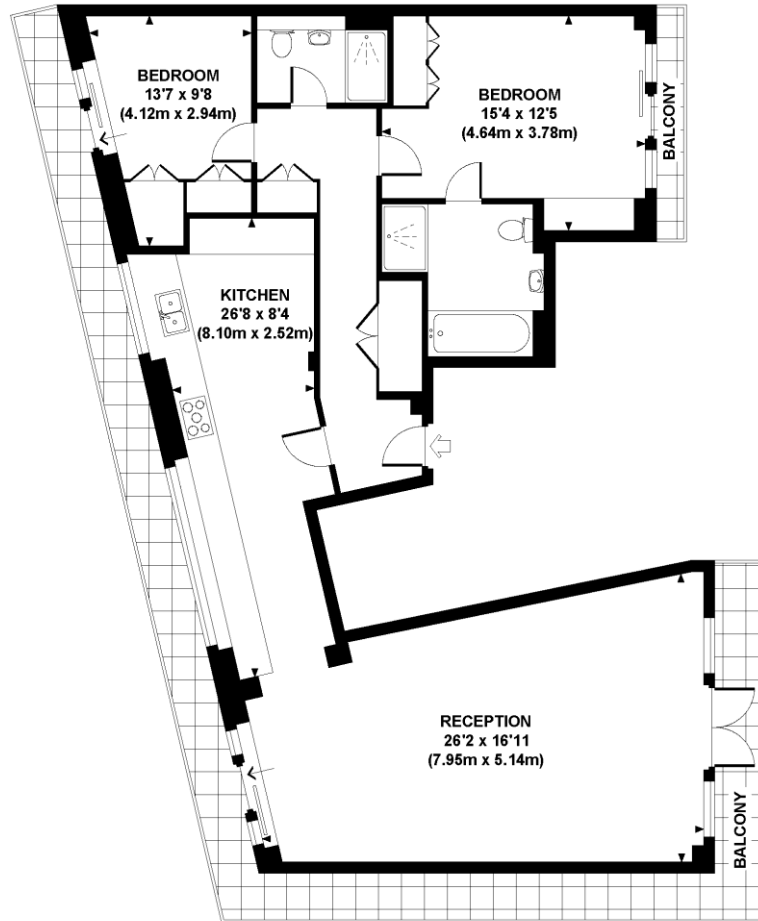 BEDROOM
13'7 x 9'8
(4.12m x 2.94m)
BEDROOM
15'4 x 12'5
(4.64m x 3.78m)
BALCONY
KITCHEN
26'8 x 8'4
(8.10m x 2.52m)
RECEPTION
26'2 x 16'11
(7.95m x 5.14m)
BALCONY